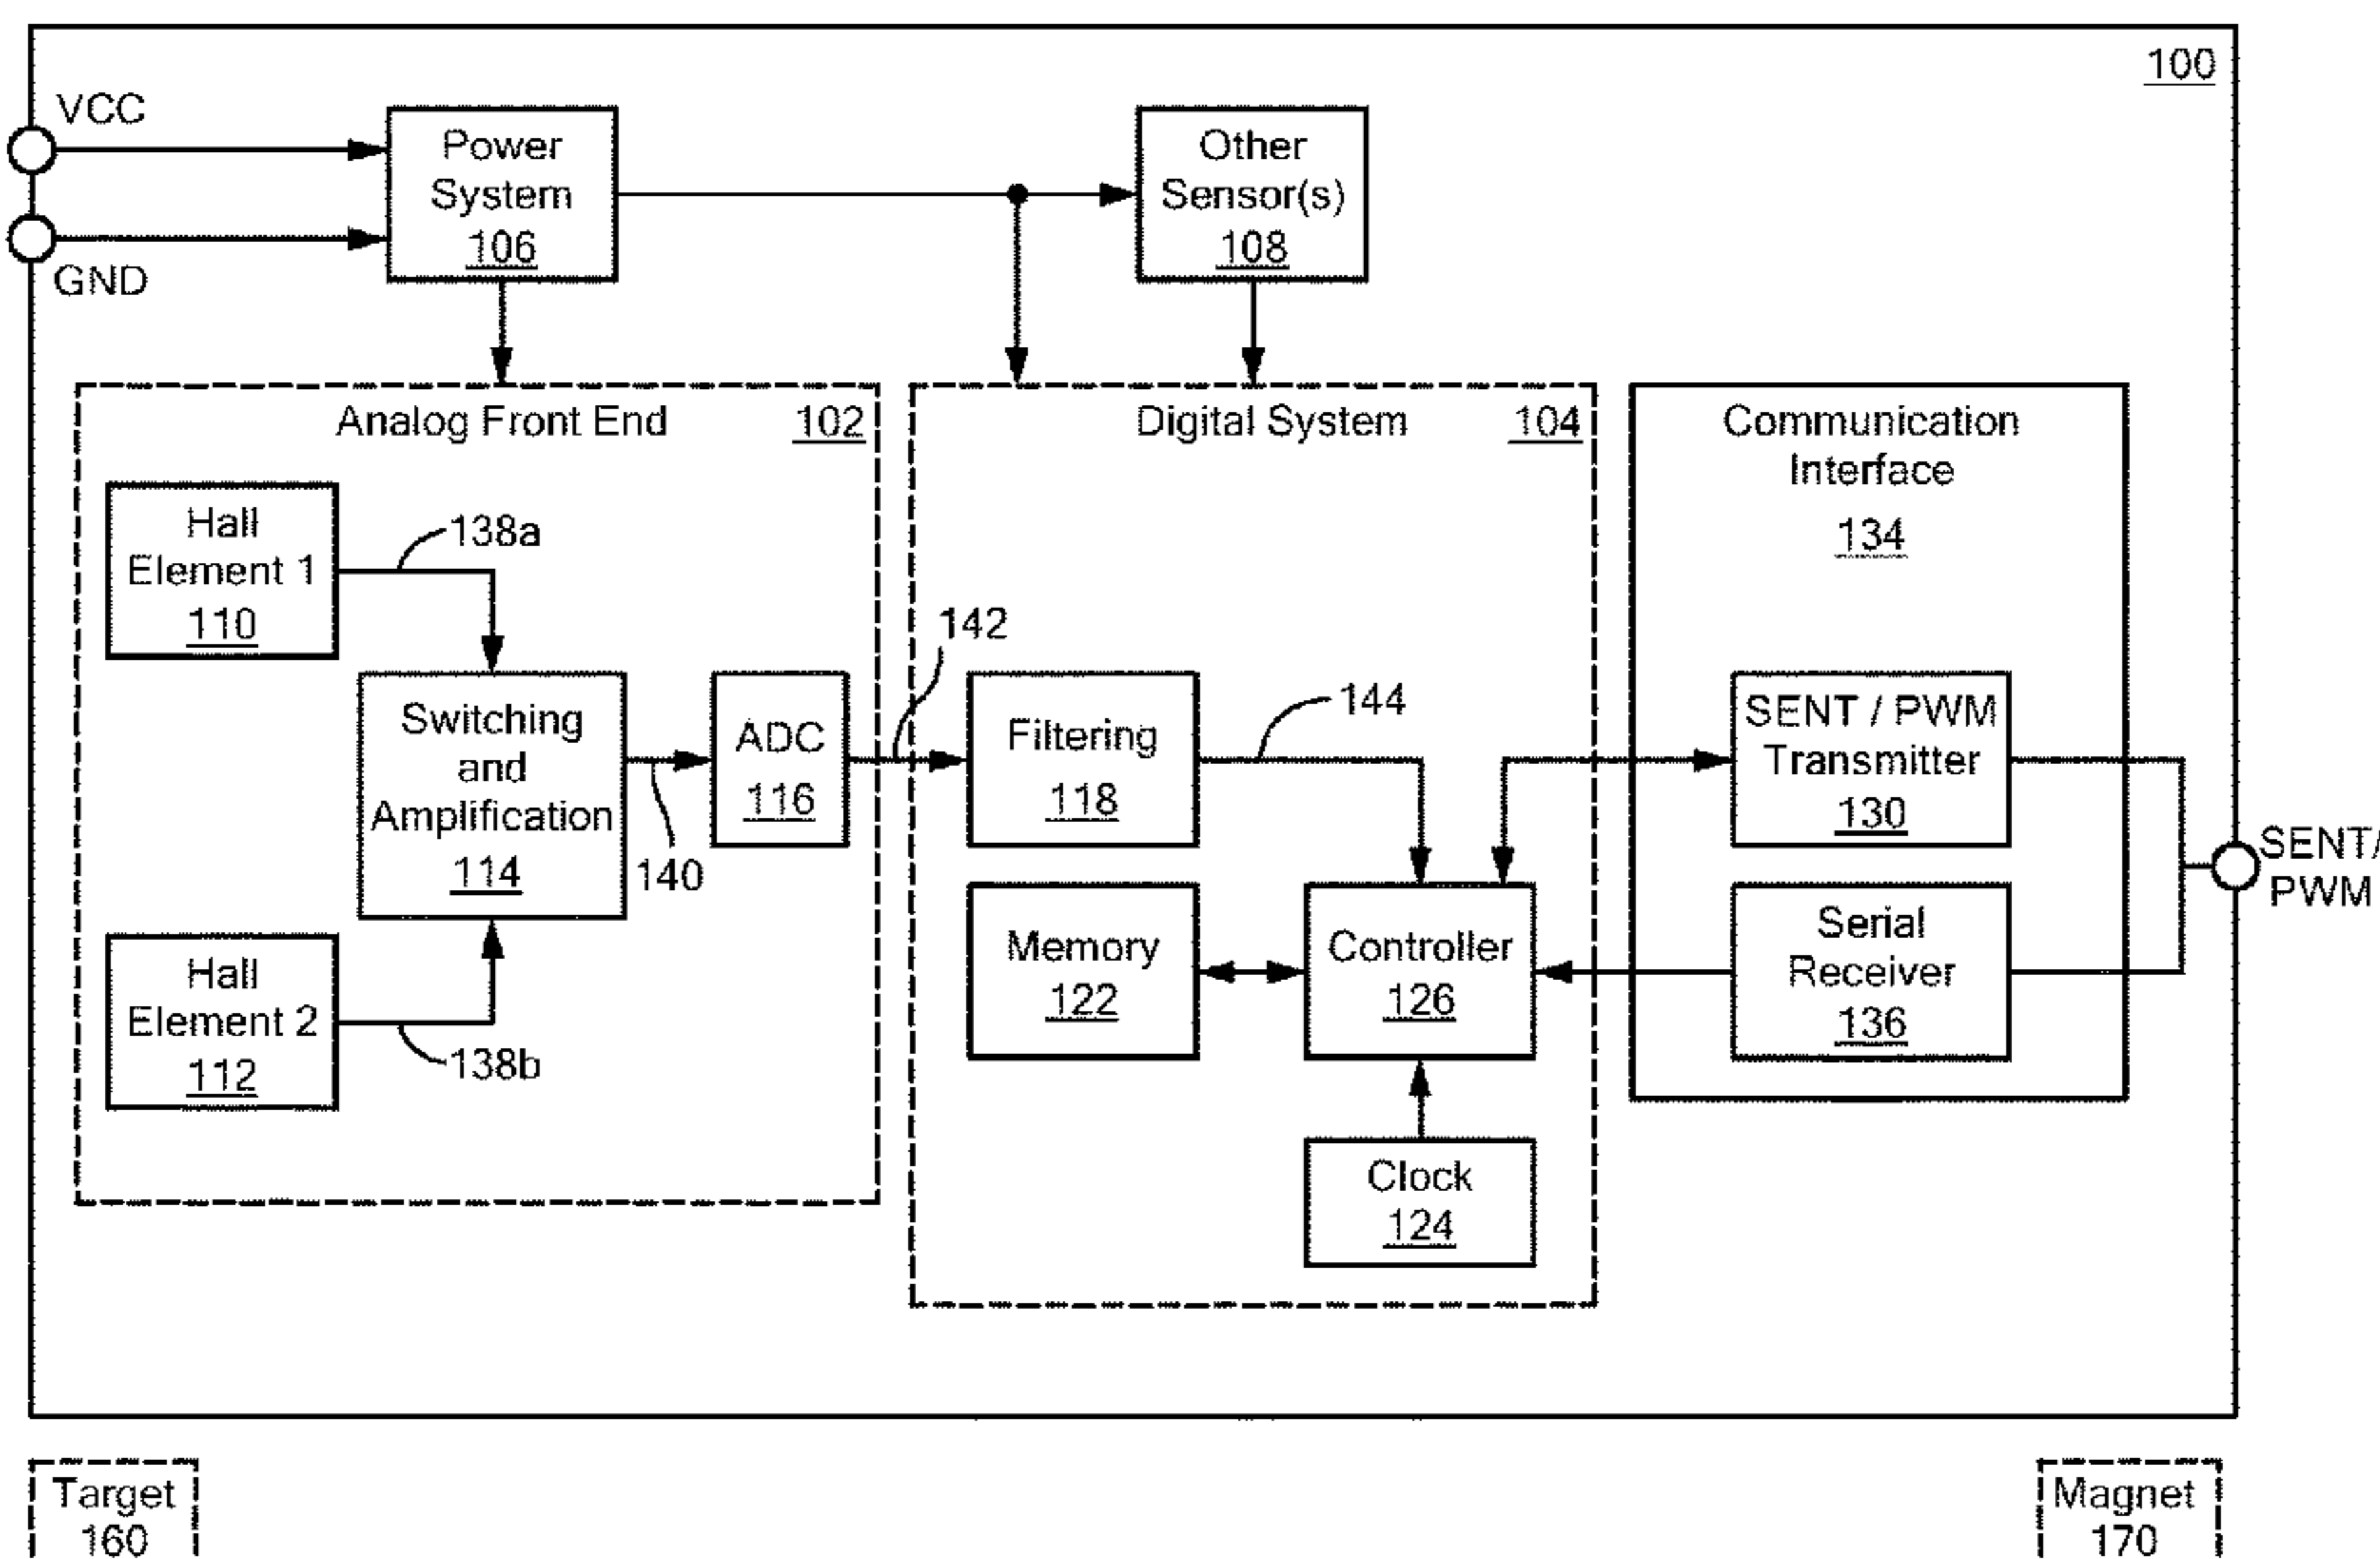 100
VCC
GND
Power
System
106
Other
Sensor(s)
108
Analog Front End 102
Hall
Element 1
110
138a
Switching
and
Amplification
114
140
ADC
116
Hall
Element 2
112
138b
142
Digital System 104
Filtering
118
144
Memory
122
Controller
126
Clock
124
Communication
Interface
134
SENT / PWM
Transmitter
130
Serial
Receiver
136
SENT/
PWM
Target
160
Magnet
170